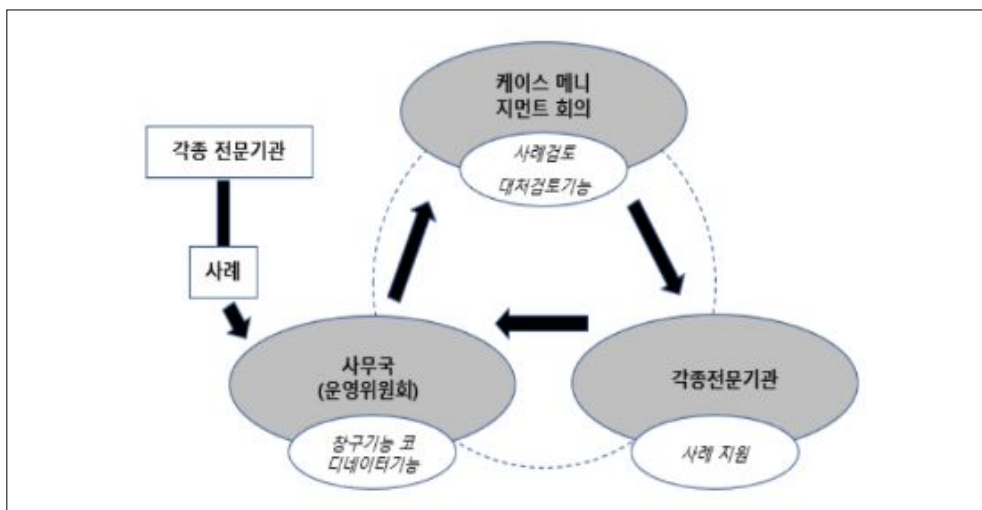 케이스 메니
지먼트 회의
사례검토
대처검토기능
각종 전문기관
사례
사무국
(운영위원회)
창구기능 코
디네이터기능
각종전문기관
사례 지원